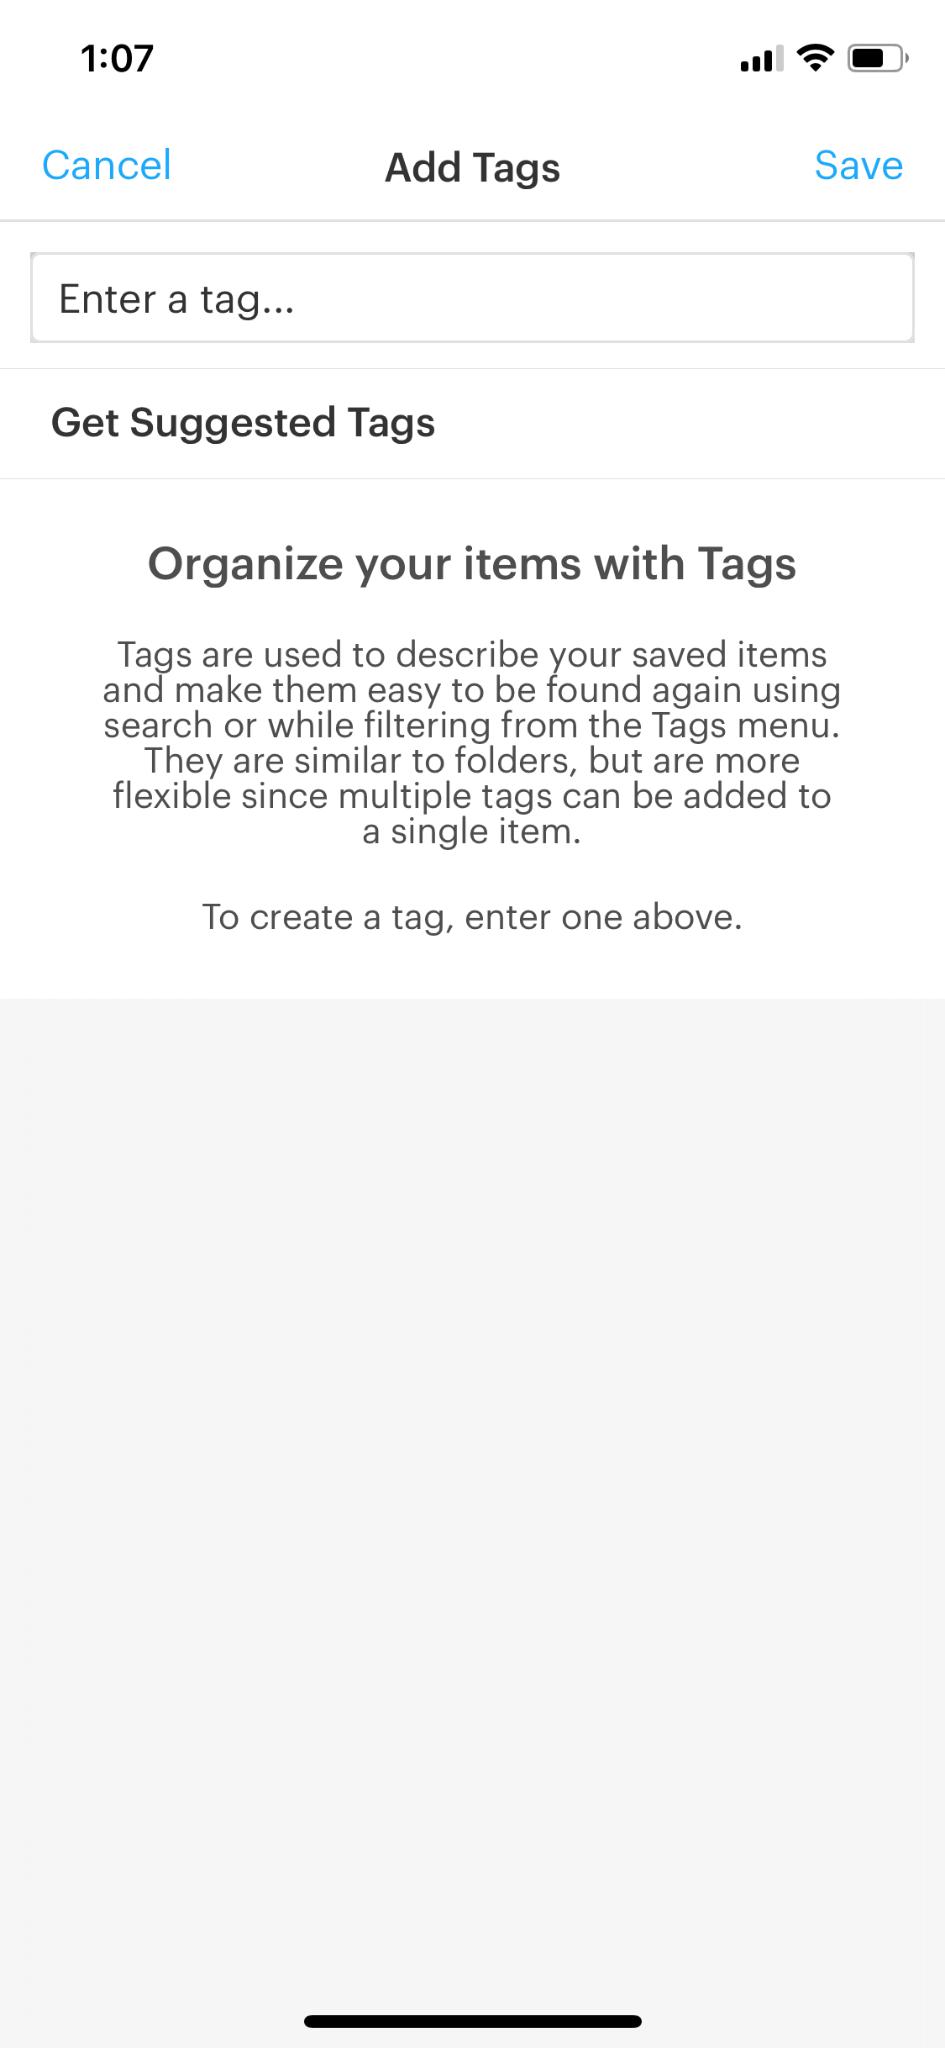 1:07
Cancel
Add Tags
Save
Enter a tag...
Get Suggested Tags
Organize your items with Tags
Tags are used to describe your saved items
and make them easy to be found again using
search or while filtering from the Tags menu.
They are similar to folders, but are more
flexible since multiple tags can be added to
a single item.
To create a tag, enter one above.